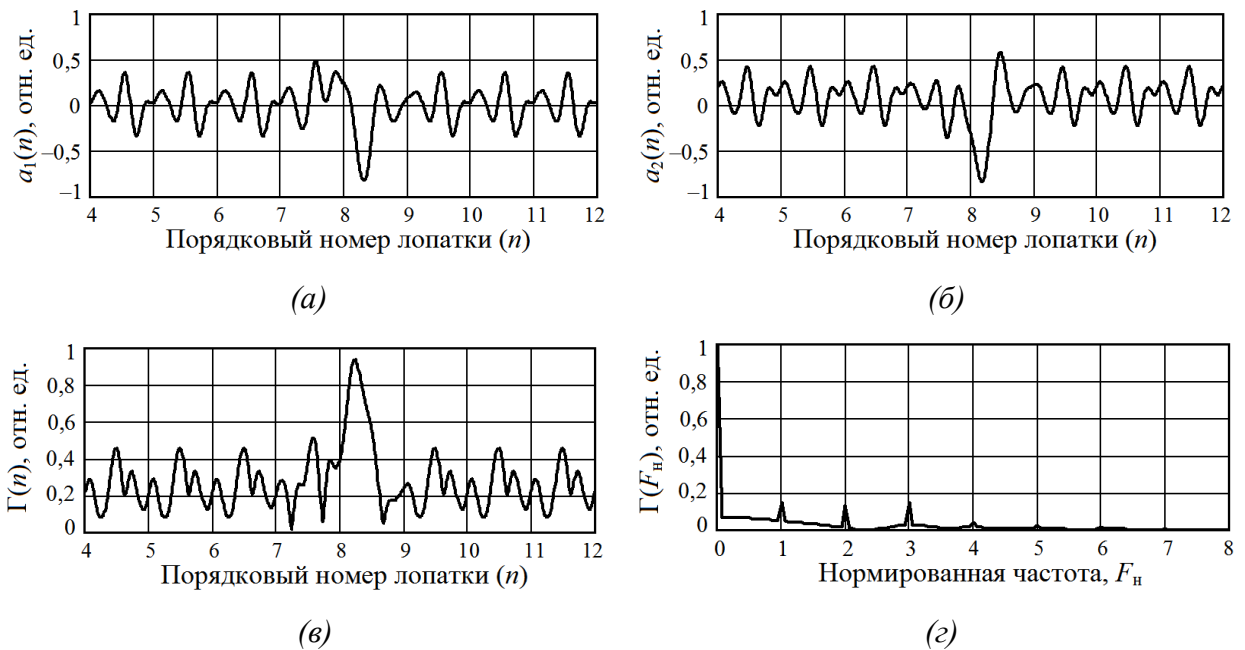 a₁(n), отн. ед.
1
0,5
0
–0,5
–1
4 5 6 7 8 9 10 11 12
Порядковый номер лопатки (n)
(а)
a₂(n), отн. ед.
1
0,5
0
–0,5
–1
4 5 6 7 8 9 10 11 12
Порядковый номер лопатки (n)
(б)
Γ(n), отн. ед.
1
0,8
0,6
0,4
0,2
0
4 5 6 7 8 9 10 11 12
Порядковый номер лопатки (n)
(в)
Γ(Fн), отн. ед.
1
0,8
0,6
0,4
0,2
0
0 1 2 3 4 5 6 7 8
Нормированная частота, Fн
(г)